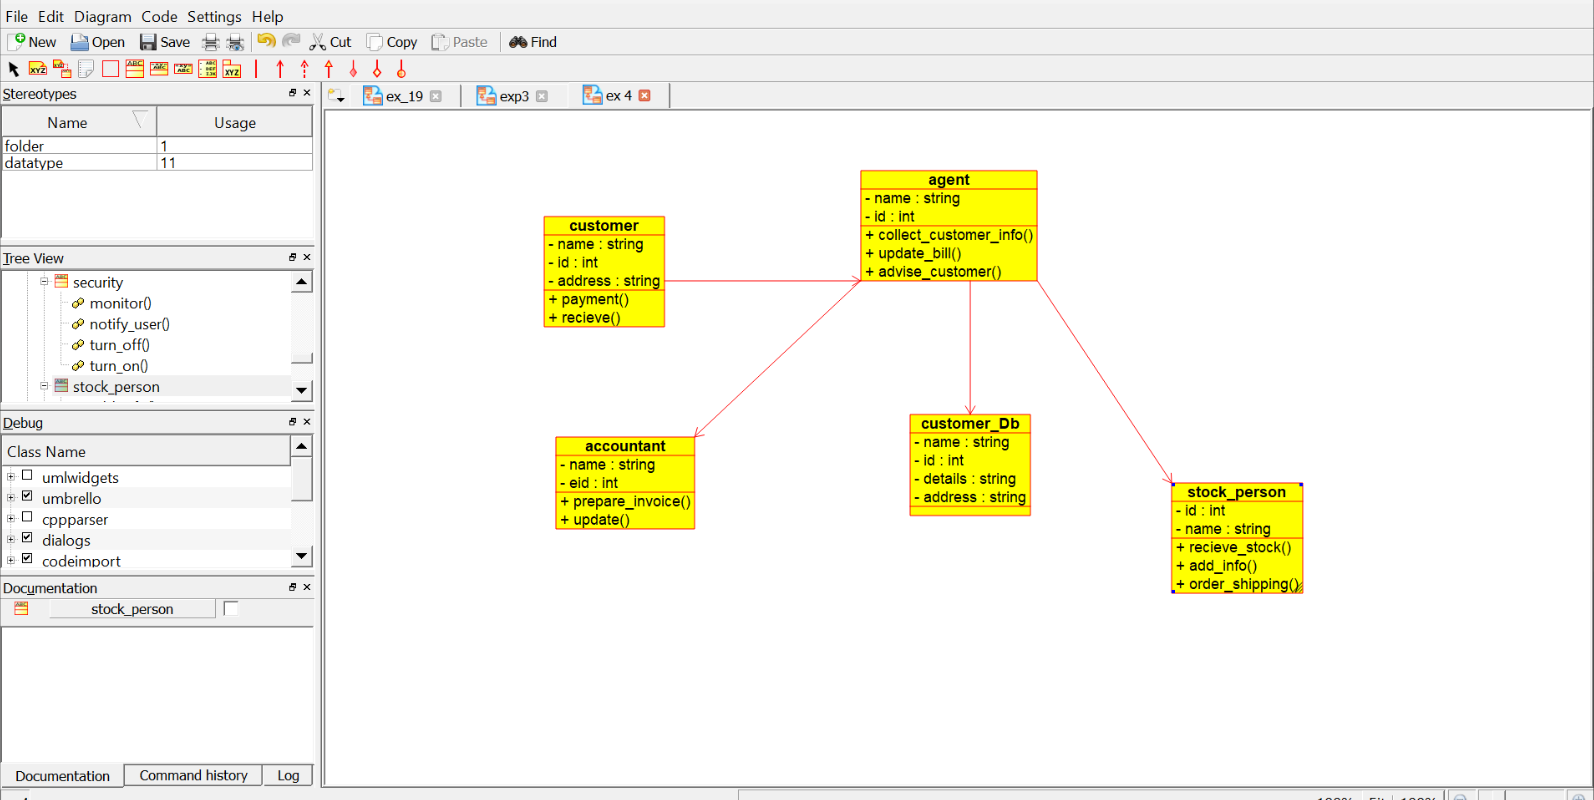 File Edit Diagram Code Settings Help
New Open Save Cut Copy Paste Find
Stereotypes
Name Usage
folder 1
datatype 11
Tree View
security
monitor()
notify_user()
turn_off()
turn_on()
stock_person
Debug
Class Name
umlwidgets
umbrello
cppparser
dialogs
codeimport
Documentation
stock_person
Documentation Command history Log
ex_19 exp3 ex 4
customer
- name : string
- id : int
- address : string
+ payment()
+ recieve()
agent
- name : string
- id : int
+ collect_customer_info()
+ update_bill()
+ advise_customer()
accountant
- name : string
- eid : int
+ prepare_invoice()
+ update()
customer_Db
- name : string
- id : int
- details : string
- address : string
stock_person
- id : int
- name : string
+ recieve_stock()
+ add_info()
+ order_shipping()